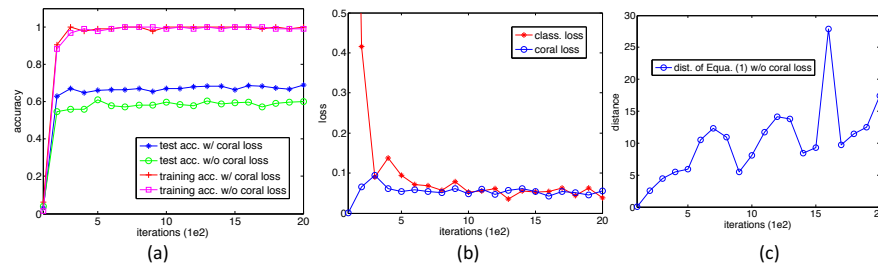 accuracy
1
0.8
0.6
0.4
0.2
0
5
10
15
20
iterations (1e2)
test acc. w/ coral loss
test acc. w/o coral loss
training acc. w/ coral loss
training acc. w/o coral loss
(a)
loss
0.5
0.4
0.3
0.2
0.1
0
5
10
15
20
iterations (1e2)
class. loss
coral loss
(b)
distance
30
25
20
15
10
5
0
5
10
15
20
iterations (1e2)
dist. of Equa. (1) w/o coral loss
(c)